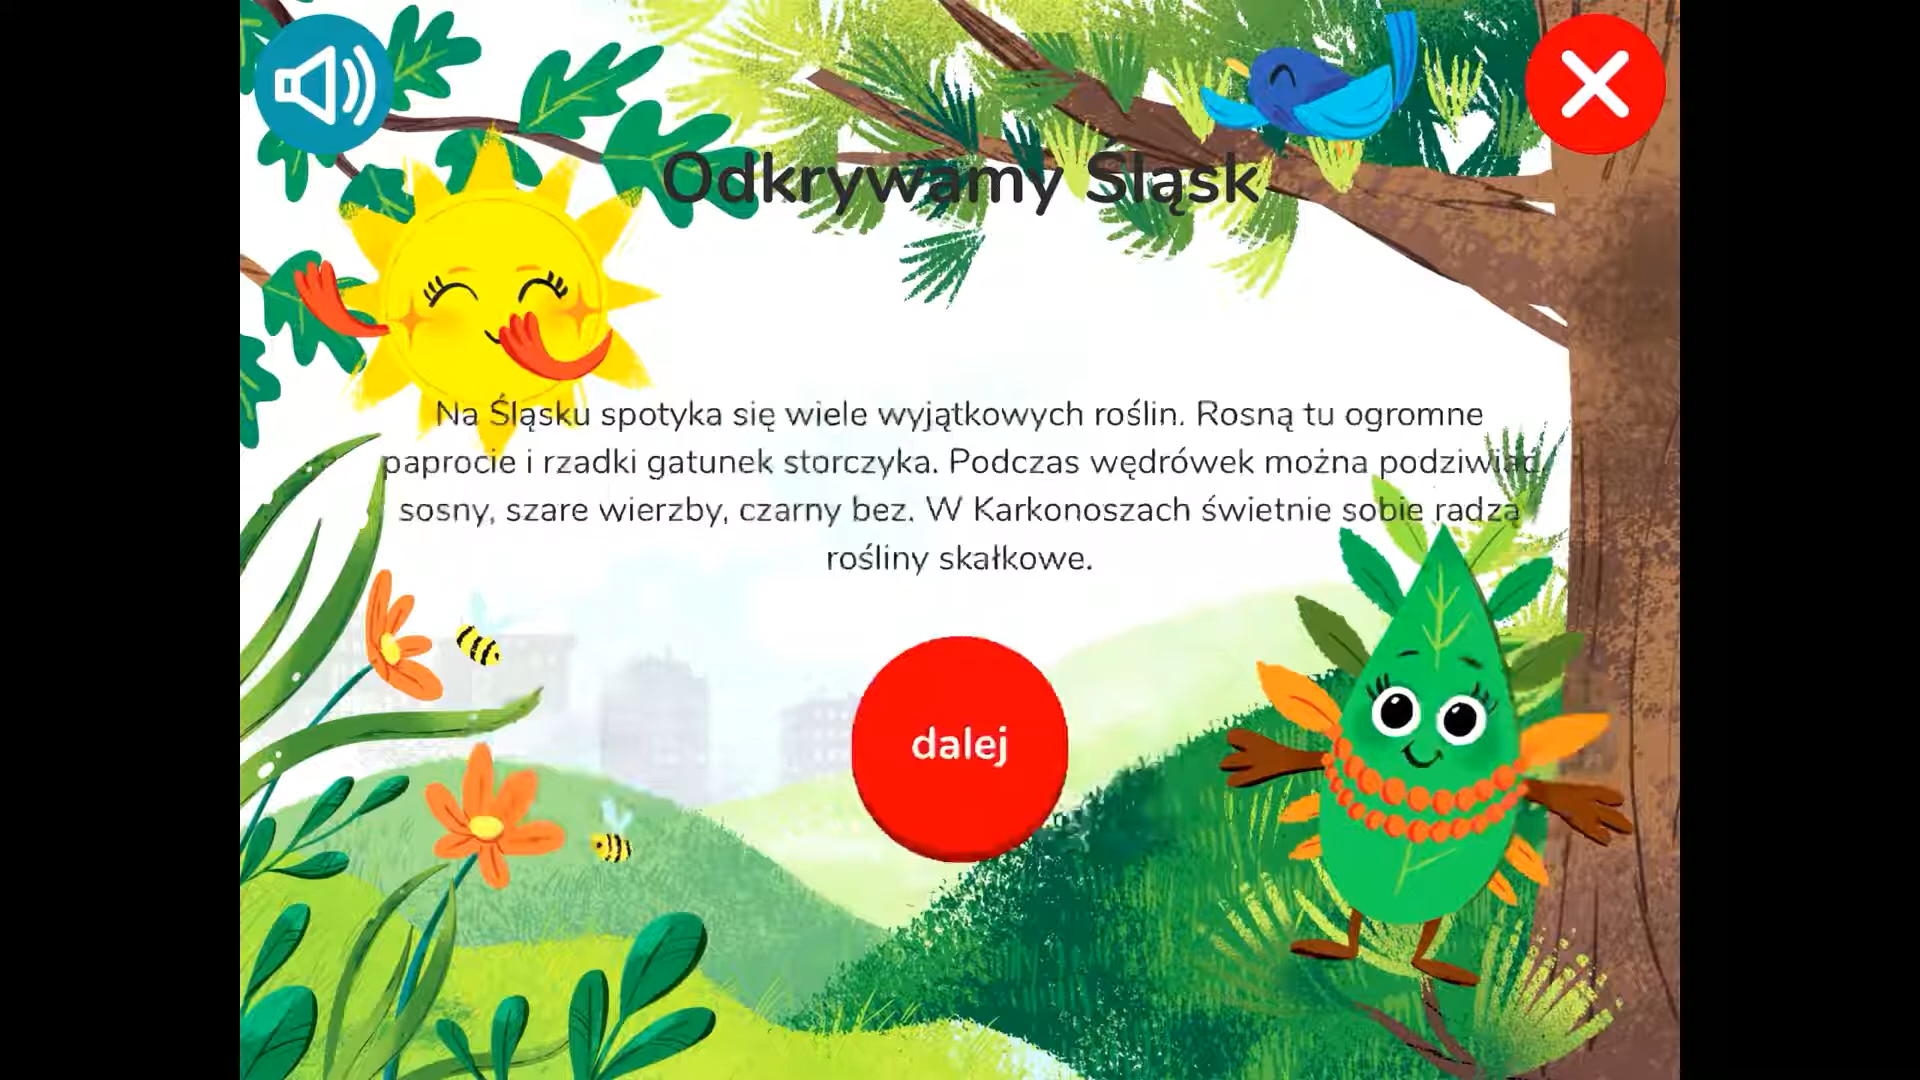 Odkrywamy Śląsk
Na Śląsku spotyka się wiele wyjątkowych roślin. Rosną tu ogromne
paprocie i rzadki gatunek storczyka. Podczas wędrówek można podziwiać
sosny, szare wierzby, czarny bez. W Karkonoszach świetnie sobie radzą
rośliny skałkowe.
dalej